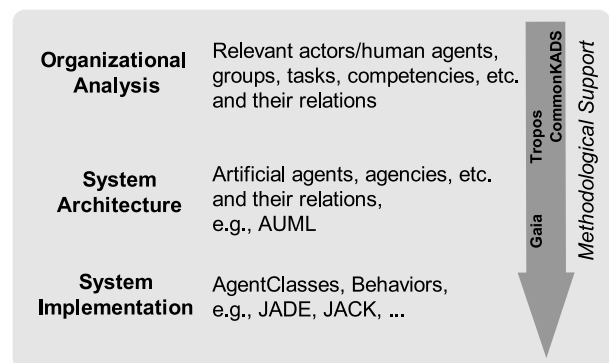 Organizational
Analysis
Relevant actors/human agents,
groups, tasks, competencies, etc.
and their relations
System
Architecture
Artificial agents, agencies, etc.
and their relations,
e.g., AUML
System
Implementation
AgentClasses, Behaviors,
e.g., JADE, JACK, ...
Gaia
Tropos
CommonKADS
Methodological Support